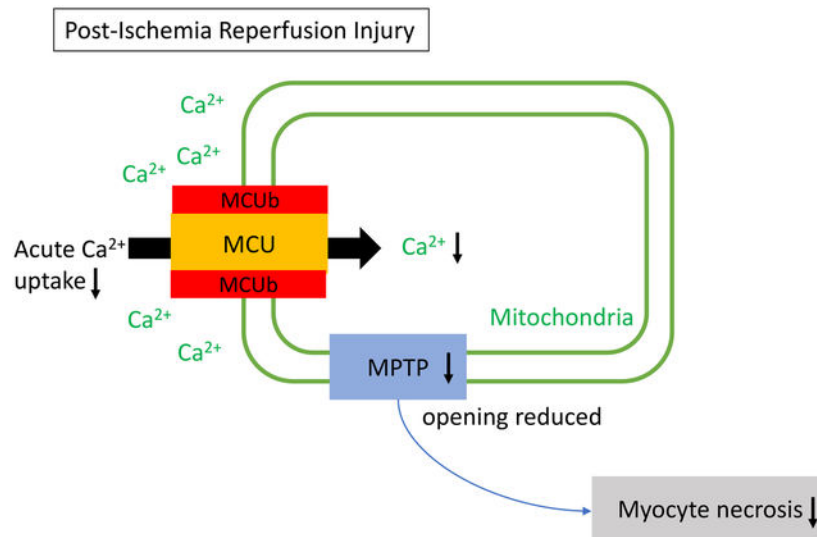 Post-Ischemia Reperfusion Injury
Ca²⁺
Ca²⁺
Ca²⁺
MCUb
MCU
MCUb
Acute Ca²⁺
uptake ↓
Ca²⁺ ↓
Ca²⁺
Ca²⁺
Mitochondria
MPTP ↓
opening reduced
Myocyte necrosis ↓